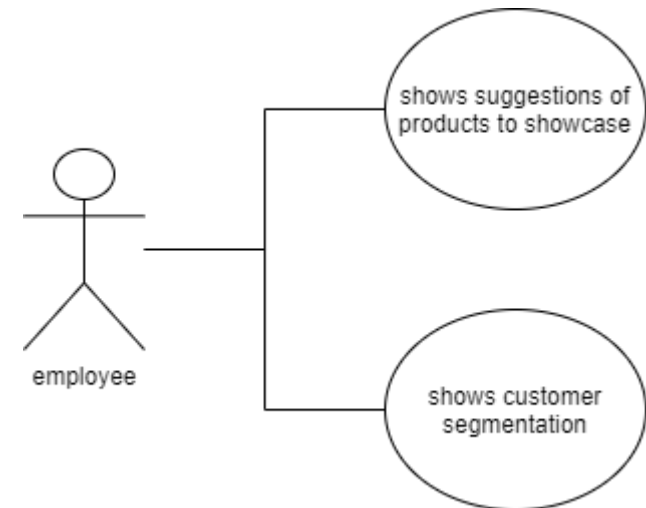 shows suggestions of
products to showcase
employee
shows customer
segmentation